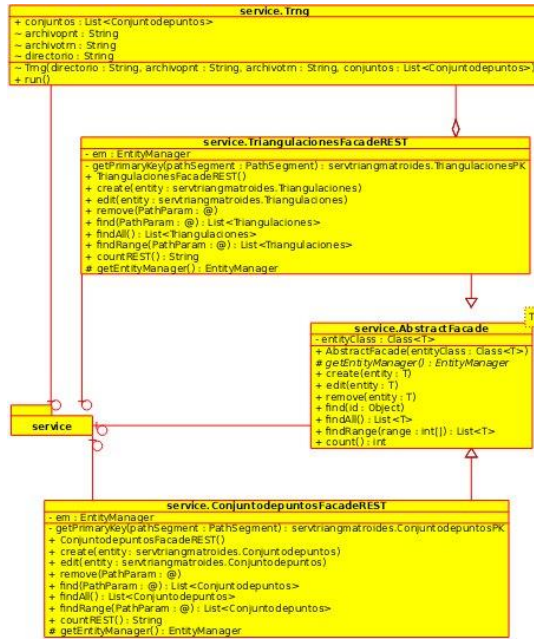 service.Trng
+ conjuntos : List<Conjuntodepuntos>
~ archivopnt : String
~ archivotrn : String
~ directorio : String
~ Trng(directorio : String, archivopnt : String, archivotrn : String, conjuntos : List<Conjuntodepuntos>)
+ run()
service.TriangulacionesFacadeREST
- em : EntityManager
- getPrimaryKey(pathSegment : PathSegment) : servtriangmatroides.TriangulacionesPK
+ TriangulacionesFacadeREST()
+ create(entity : servtriangmatroides.Triangulaciones)
+ edit(entity : servtriangmatroides.Triangulaciones)
+ remove(PathParam : @)
+ find(PathParam : @) : List<Triangulaciones>
+ findAll() : List<Triangulaciones>
+ findRange(PathParam : @) : List<Triangulaciones>
+ countREST() : String
# getEntityManager() : EntityManager
T
service.AbstractFacade
- entityClass : Class<T>
+ AbstractFacade(entityClass : Class<T>)
# getEntityManager() : EntityManager
+ create(entity : T)
+ edit(entity : T)
+ remove(entity : T)
+ find(id : Object)
+ findAll() : List<T>
+ findRange(range : int[]) : List<T>
+ count() : int
service
service.ConjuntodepuntosFacadeREST
- em : EntityManager
- getPrimaryKey(pathSegment : PathSegment) : servtriangmatroides.ConjuntodepuntosPK
+ ConjuntodepuntosFacadeREST()
+ create(entity : servtriangmatroides.Conjuntodepuntos)
+ edit(entity : servtriangmatroides.Conjuntodepuntos)
+ remove(PathParam : @)
+ find(PathParam : @) : List<Conjuntodepuntos>
+ findAll() : List<Conjuntodepuntos>
+ findRange(PathParam : @) : List<Conjuntodepuntos>
+ countREST() : String
# getEntityManager() : EntityManager